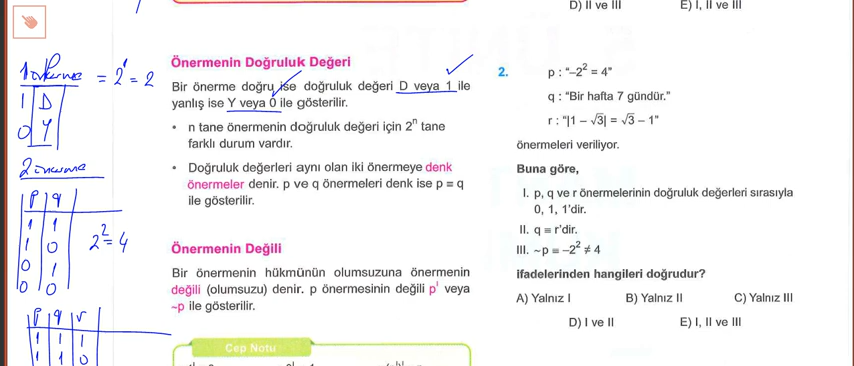 D) II ve III
E) I, II ve III
1 önerme = 2¹ = 2
1 D
0 Y
2 önerme
p q
1 1
1 0
0 1
0 0
2² = 4
p q r
1 1 1
1 1 0
Önermenin Doğruluk Değeri
Bir önerme doğru ise doğruluk değeri D veya 1 ile
yanlış ise Y veya 0 ile gösterilir.
• n tane önermenin doğruluk değeri için 2ⁿ tane
farklı durum vardır.
• Doğruluk değerleri aynı olan iki önermeye denk
önermeler denir. p ve q önermeleri denk ise p ≡ q
ile gösterilir.
Önermenin Değili
Bir önermenin hükmünün olumsuzuna önermenin
değili (olumsuzu) denir. p önermesinin değili pˈ veya
~p ile gösterilir.
Cep Notu
2. p : “–2² = 4”
q : “Bir hafta 7 gündür.”
r : “|1 – √3| = √3 – 1”
önermeleri veriliyor.
Buna göre,
I. p, q ve r önermelerinin doğruluk değerleri sırasıyla
0, 1, 1’dir.
II. q ≡ r’dir.
III. ~p ≡ –2² ≠ 4
ifadelerinden hangileri doğrudur?
A) Yalnız I
B) Yalnız II
C) Yalnız III
D) I ve II
E) I, II ve III